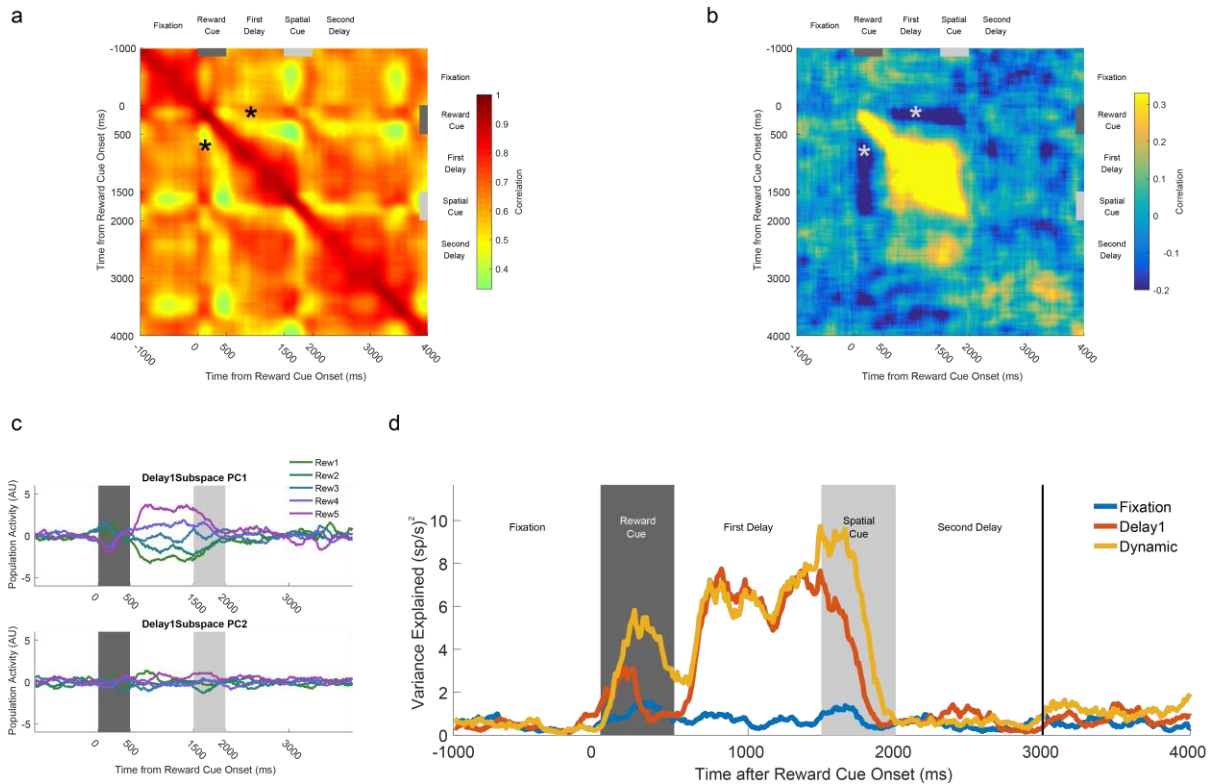 a
Fixation
Reward
Cue
First
Delay
Spatial
Cue
Second
Delay
-1000
0
500
1500
2000
3000
4000
Time from Reward Cue Onset (ms)
*
*
-1000
0
500
1500
2000
3000
4000
Time from Reward Cue Onset (ms)
Fixation
Reward
Cue
First
Delay
Spatial
Cue
Second
Delay
1
0.9
0.8
0.7
0.6
0.5
0.4
Correlation
b
Fixation
Reward
Cue
First
Delay
Spatial
Cue
Second
Delay
-1000
0
500
1500
2000
3000
4000
Time from Reward Cue Onset (ms)
*
*
-1000
0
500
1500
2000
3000
4000
Time from Reward Cue Onset (ms)
Fixation
Reward
Cue
First
Delay
Spatial
Cue
Second
Delay
0.3
0.2
0.1
0
-0.1
-0.2
Correlation
c
Delay1Subspace PC1
Population Activity (AU)
5
0
-5
Rew1
Rew2
Rew3
Rew4
Rew5
0
500
1500
2000
3000
Delay1Subspace PC2
Population Activity (AU)
5
0
-5
0
500
1500
2000
3000
Time from Reward Cue Onset (ms)
d
Variance Explained (sp/s)²
10
8
6
4
2
0
Fixation
Reward
Cue
First Delay
Spatial
Cue
Second Delay
Fixation
Delay1
Dynamic
-1000
0
1000
2000
3000
4000
Time after Reward Cue Onset (ms)